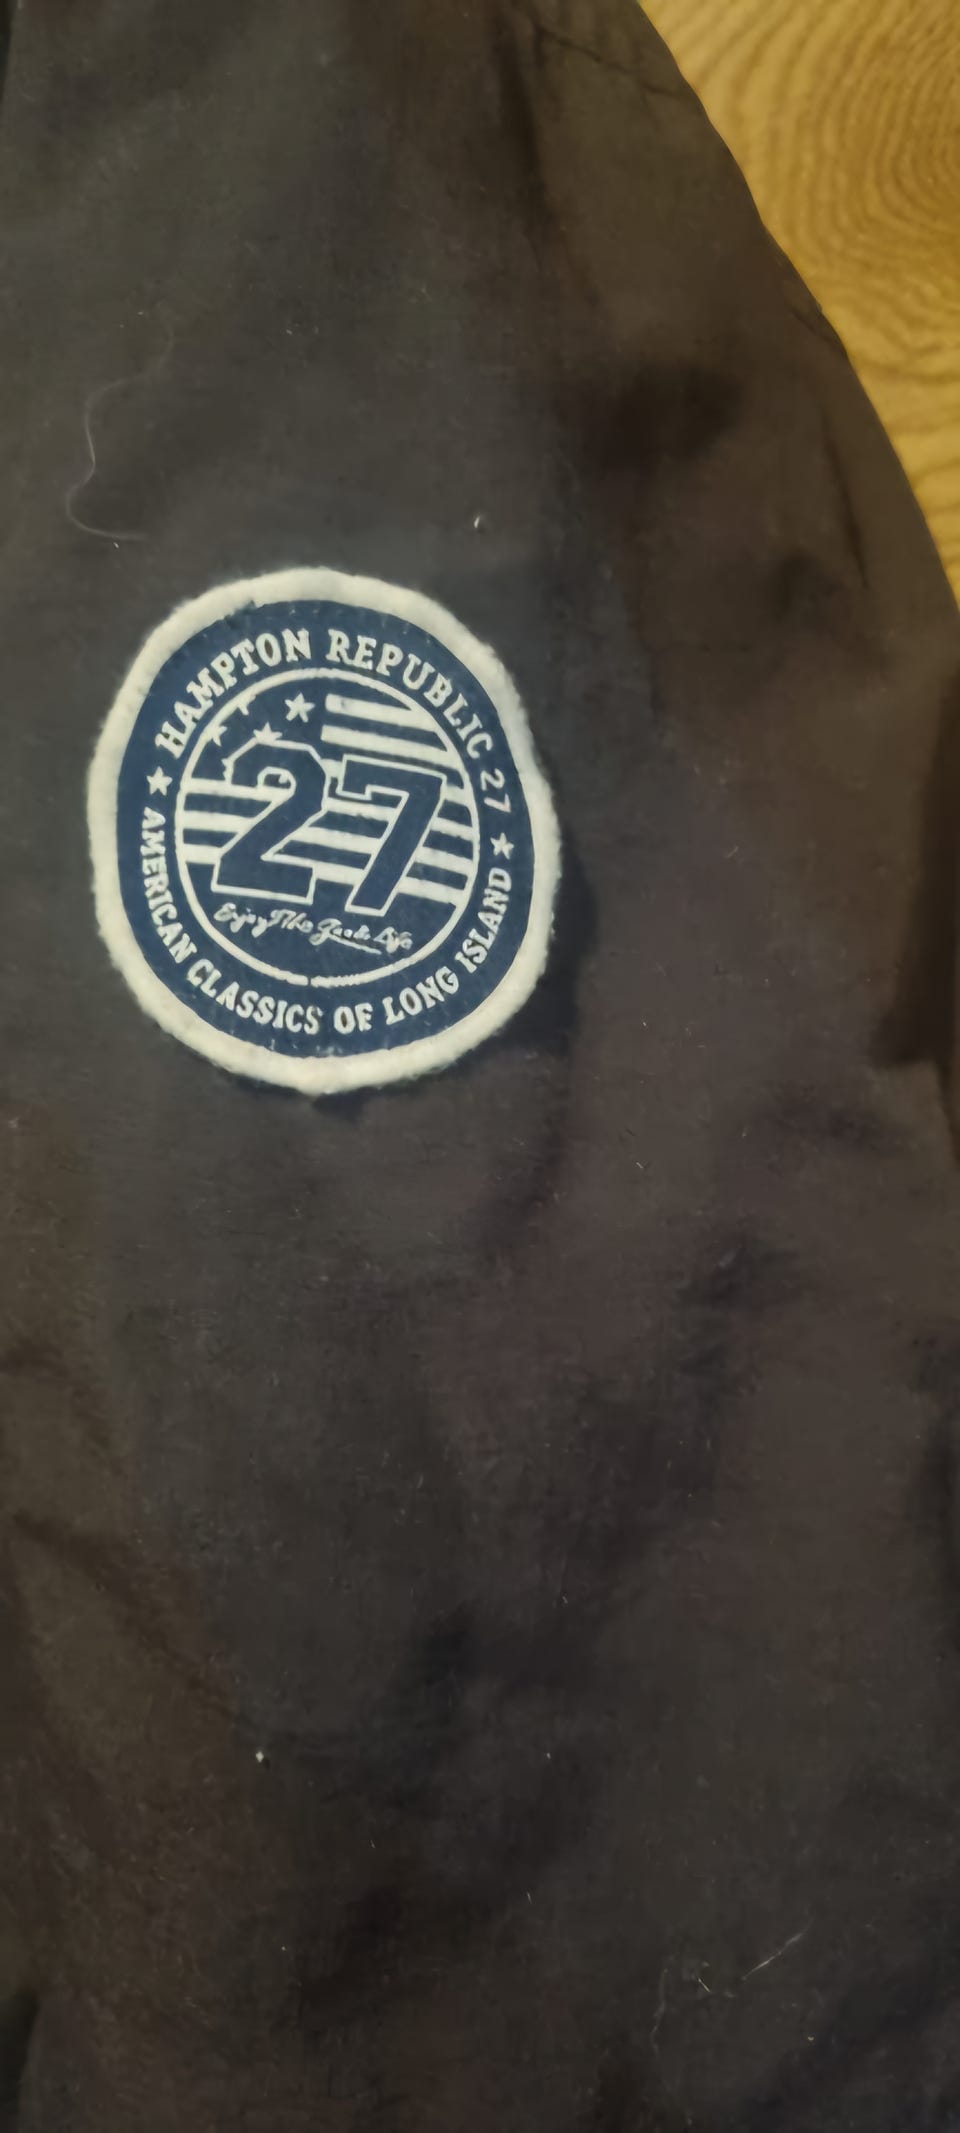 HAMPTON REPUBLIC 27
27
Enjoy The Good Life
AMERICAN CLASSICS OF LONG ISLAND